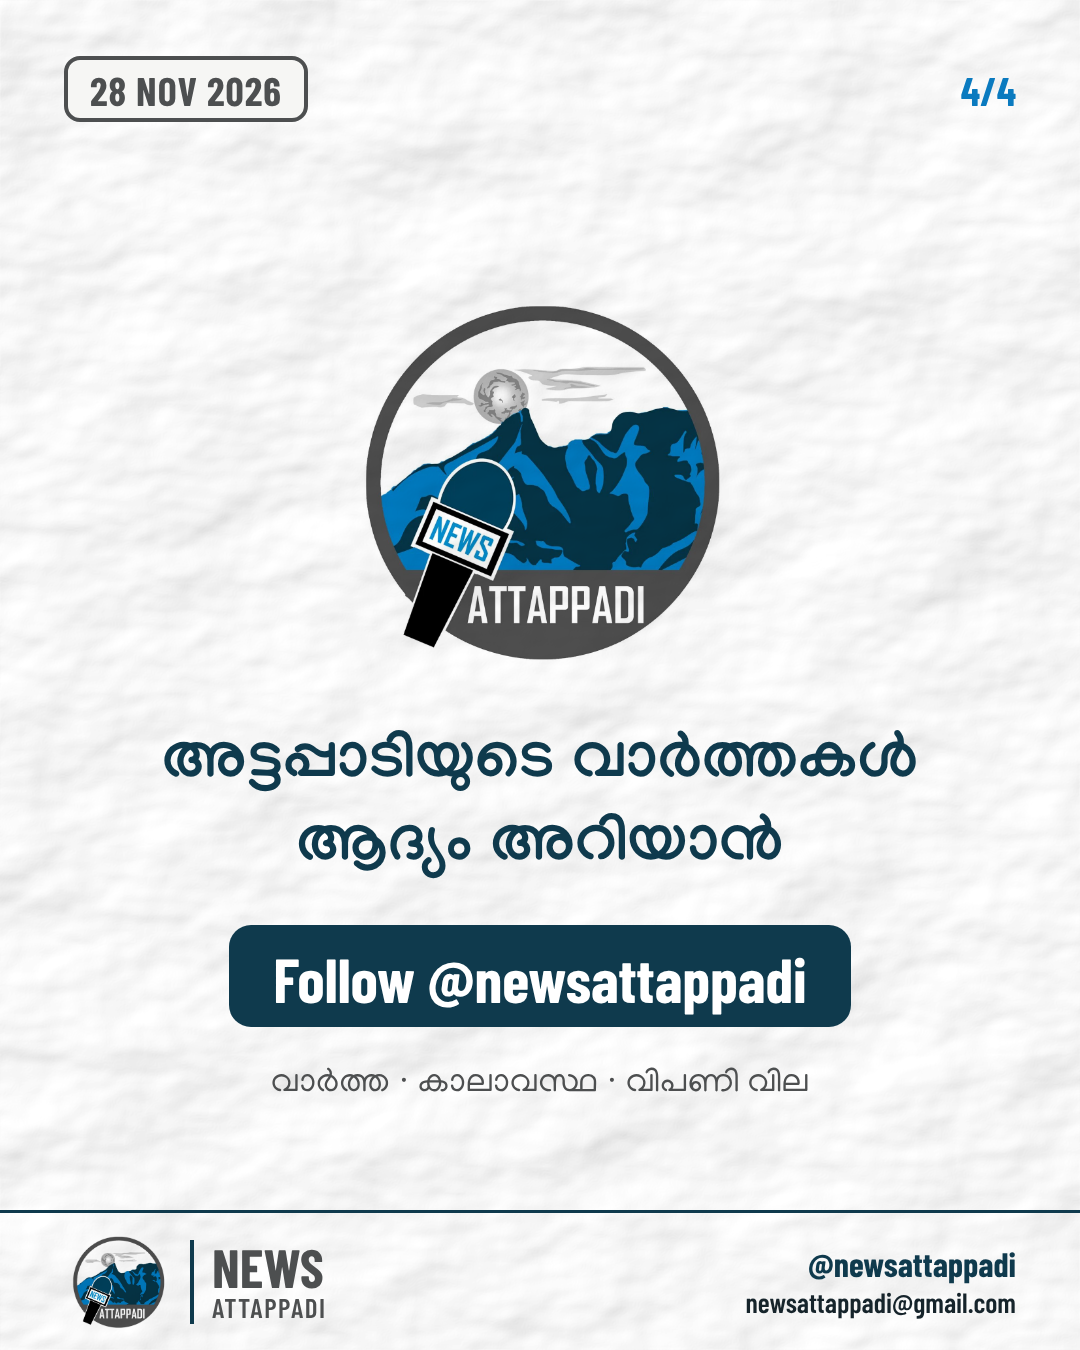 28 NOV 2026
4/4
NEWS
ATTAPPADI
അട്ടപ്പാടിയുടെ വാർത്തകൾ
ആദ്യം അറിയാൻ
Follow @newsattappadi
വാർത്ത · കാലാവസ്ഥ · വിപണി വില
NEWS
ATTAPPADI
NEWS
ATTAPPADI
@newsattappadi
newsattappadi@gmail.com